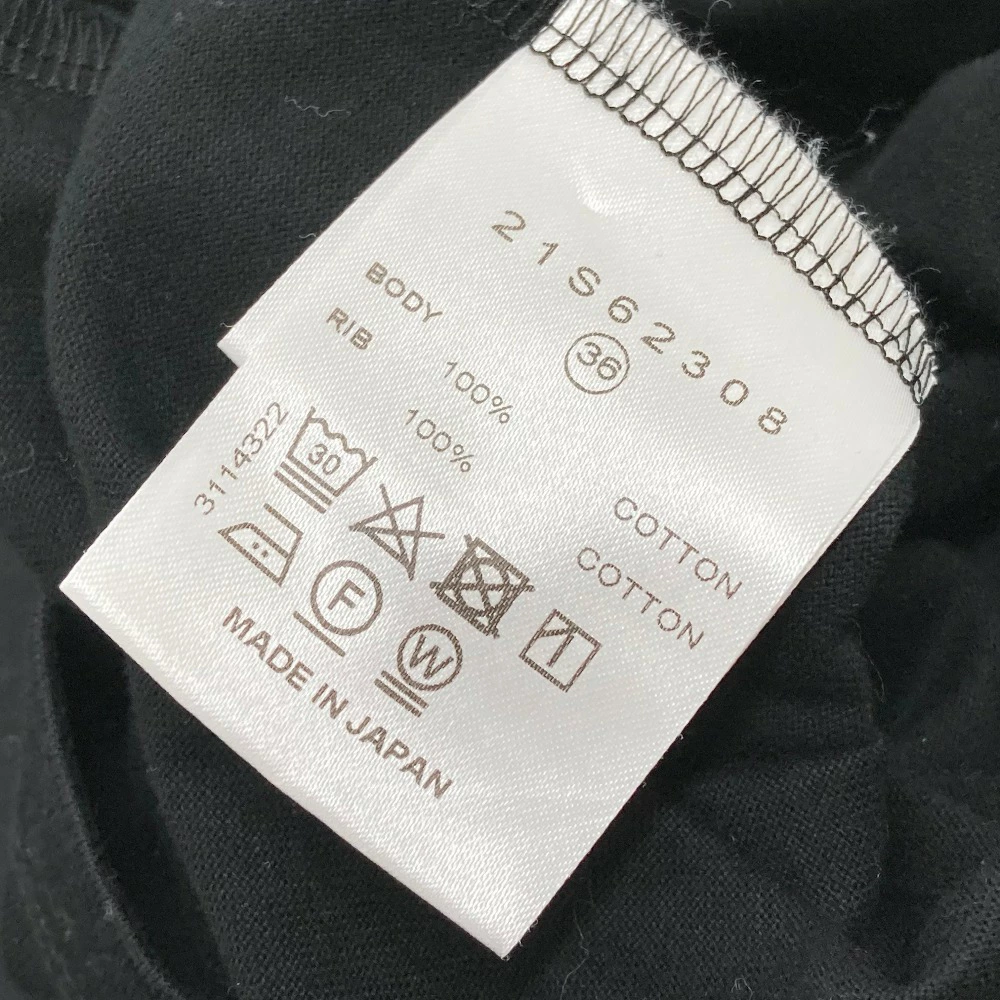 21S62308
36
BODY 100% COTTON
RIB 100% COTTON
3114322
30
F
W
MADE IN JAPAN